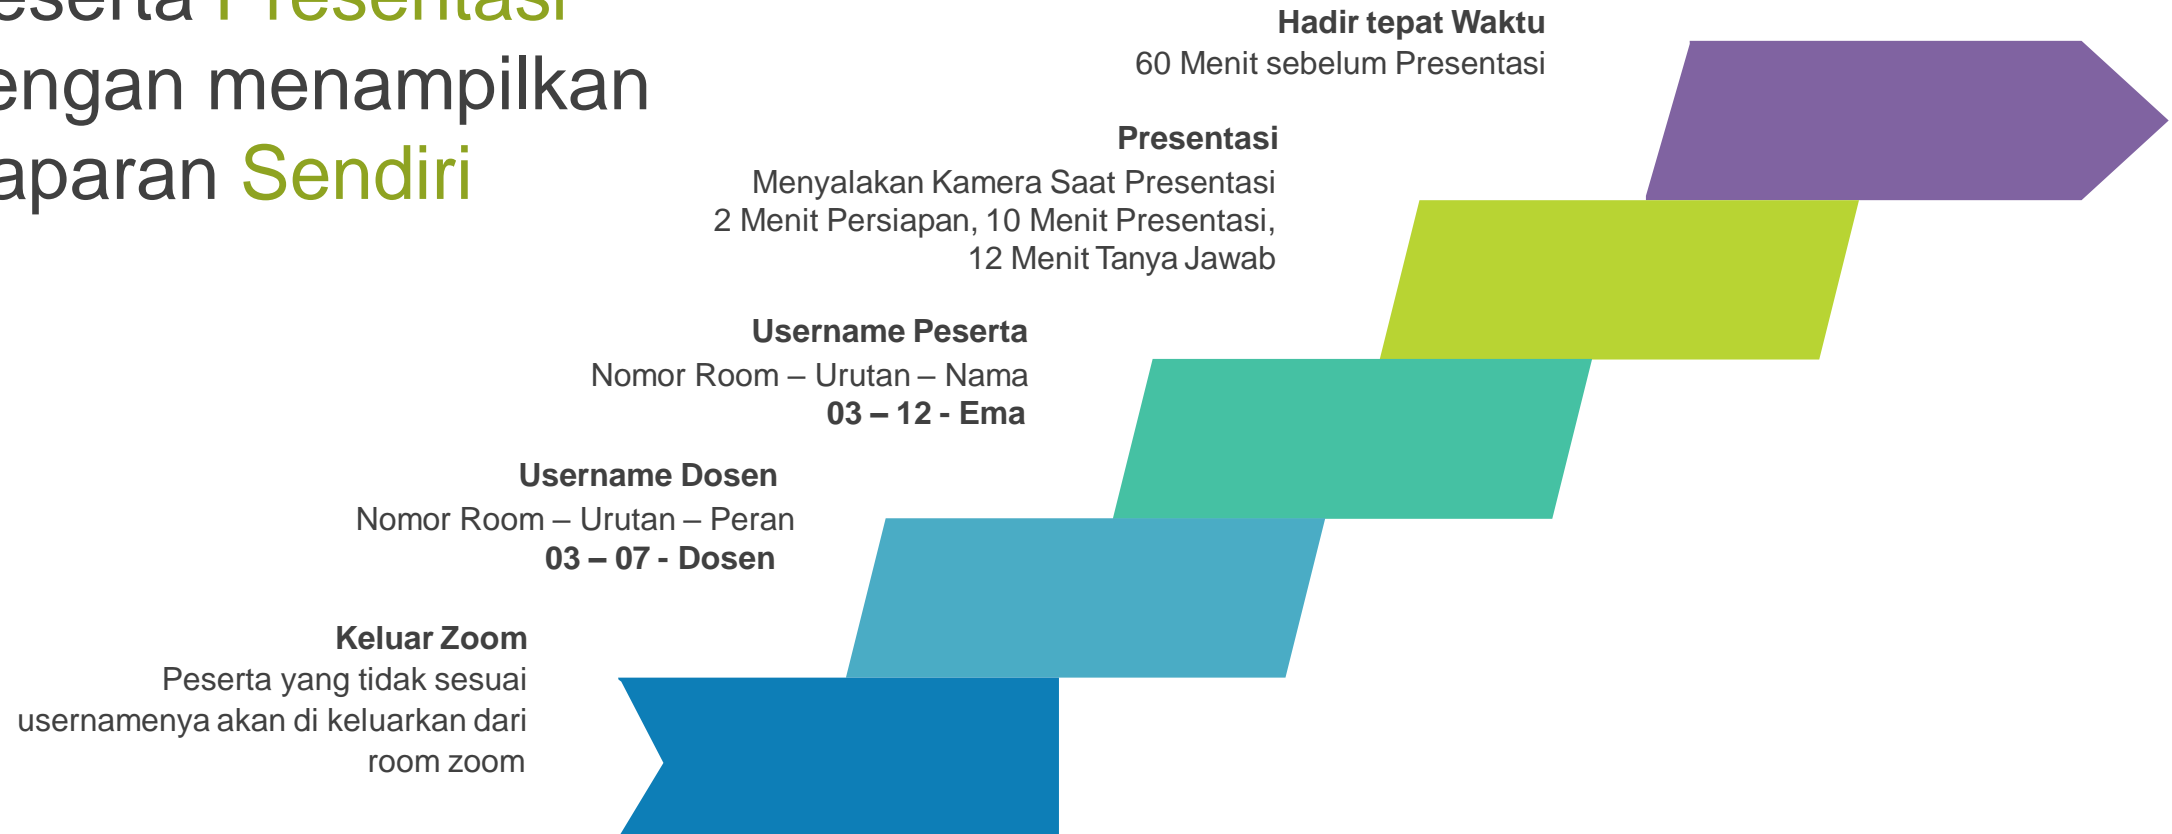 eserta Presentasi
engan menampilkan
aparan Sendiri
Hadir tepat Waktu
60 Menit sebelum Presentasi
Presentasi
Menyalakan Kamera Saat Presentasi
2 Menit Persiapan, 10 Menit Presentasi,
12 Menit Tanya Jawab
Username Peserta
Nomor Room – Urutan – Nama
03 – 12 - Ema
Username Dosen
Nomor Room – Urutan – Peran
03 – 07 - Dosen
Keluar Zoom
Peserta yang tidak sesuai
usernamenya akan di keluarkan dari
room zoom